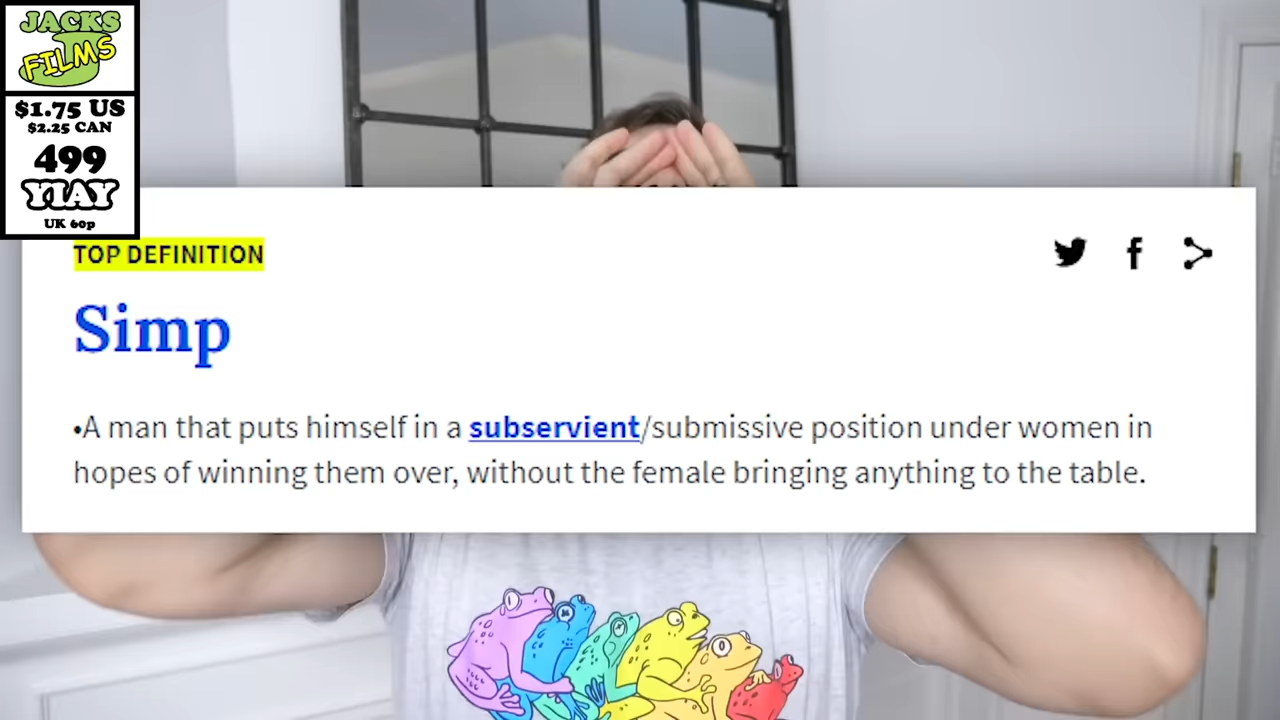 JACKS
FILMS
$1.75 US
$2.25 CAN
499
YIAY
UK 60p
TOP DEFINITION
Simp
•A man that puts himself in a subservient/submissive position under women in
hopes of winning them over, without the female bringing anything to the table.